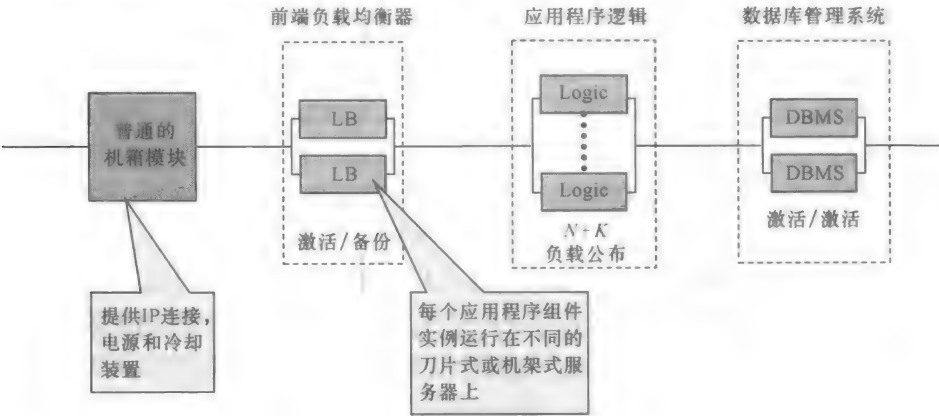 前端负载均衡器
应用程序逻辑
数据库管理系统
普通的
机箱模块
LB
LB
激活/备份
Logic
Logic
N+K
负载公布
DBMS
DBMS
激活/激活
提供IP连接，
电源和冷却
装置
每个应用程序组件
实例运行在不同的
刀片式或机架式服
务器上